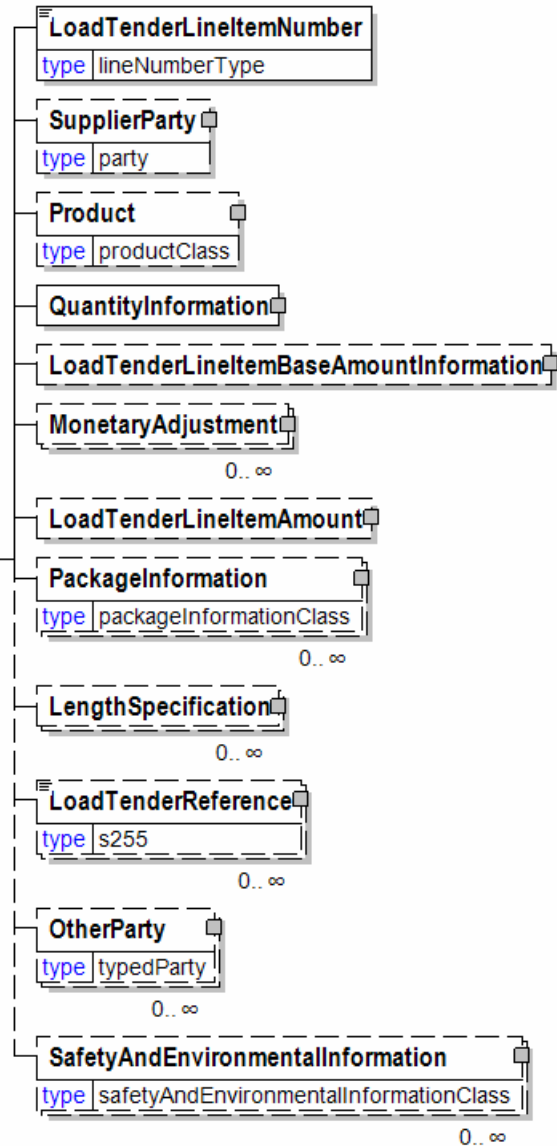 LoadTenderLineItemNumber
type lineNumberType
SupplierParty
type party
Product
type productClass
QuantityInformation
LoadTenderLineItemBaseAmountInformation
MonetaryAdjustment
0.. ∞
LoadTenderLineItemAmount
PackageInformation
type packageInformationClass
0.. ∞
LengthSpecification
0.. ∞
LoadTenderReference
type s255
0.. ∞
OtherParty
type typedParty
0.. ∞
SafetyAndEnvironmentalInformation
type safetyAndEnvironmentalInformationClass
0.. ∞